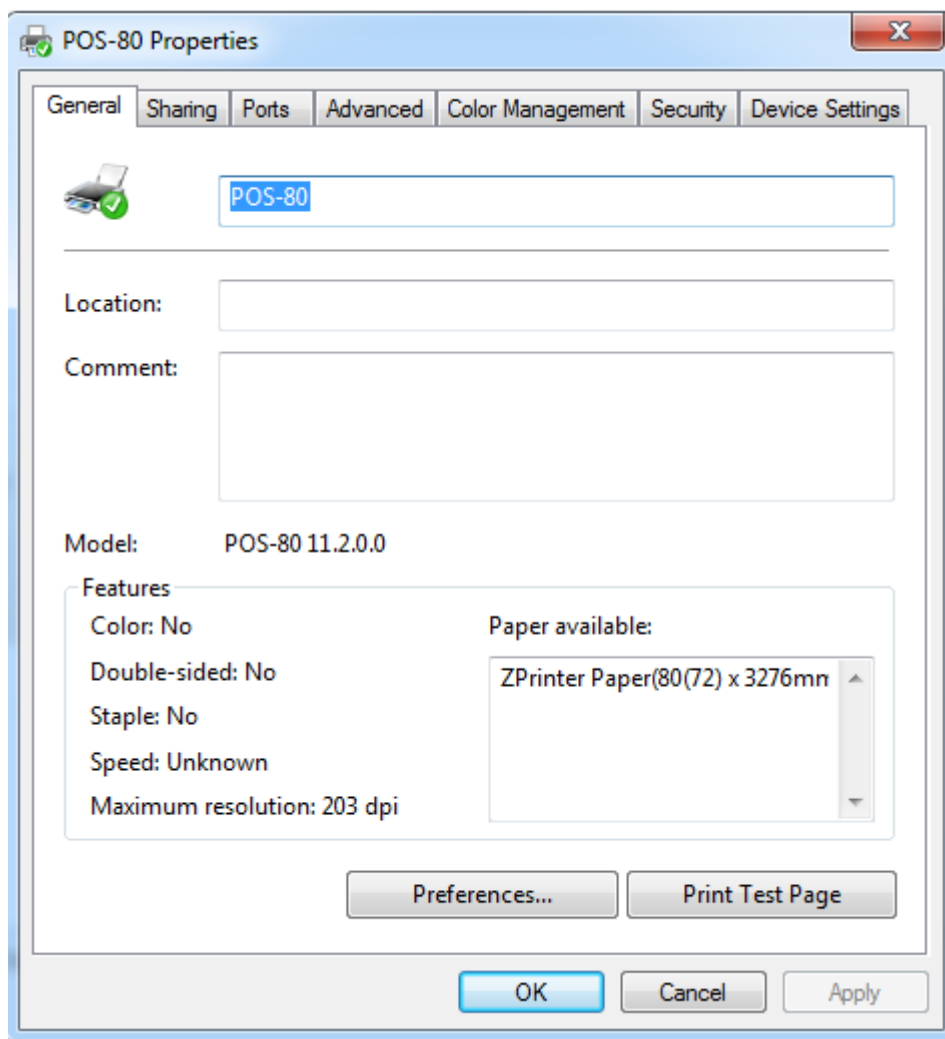 POS-80 Properties
General Sharing Ports Advanced Color Management Security Device Settings
POS-80
Location:
Comment:
Model: POS-80 11.2.0.0
Features
Color: No Paper available:
Double-sided: No ZPrinter Paper(80(72) x 3276mm
Staple: No
Speed: Unknown
Maximum resolution: 203 dpi
Preferences... Print Test Page
OK Cancel Apply